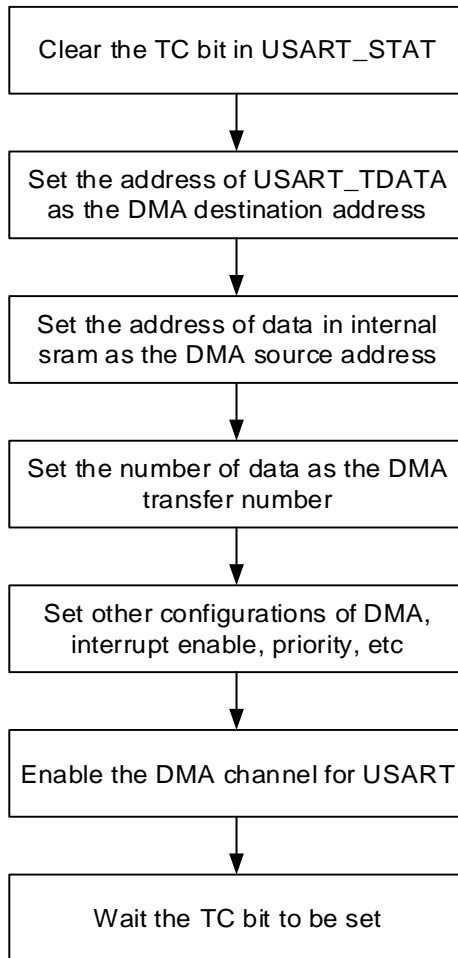 Clear the TC bit in USART_STAT
Set the address of USART_TDATA
as the DMA destination address
Set the address of data in internal
sram as the DMA source address
Set the number of data as the DMA
transfer number
Set other configurations of DMA,
interrupt enable, priority, etc
Enable the DMA channel for USART
Wait the TC bit to be set